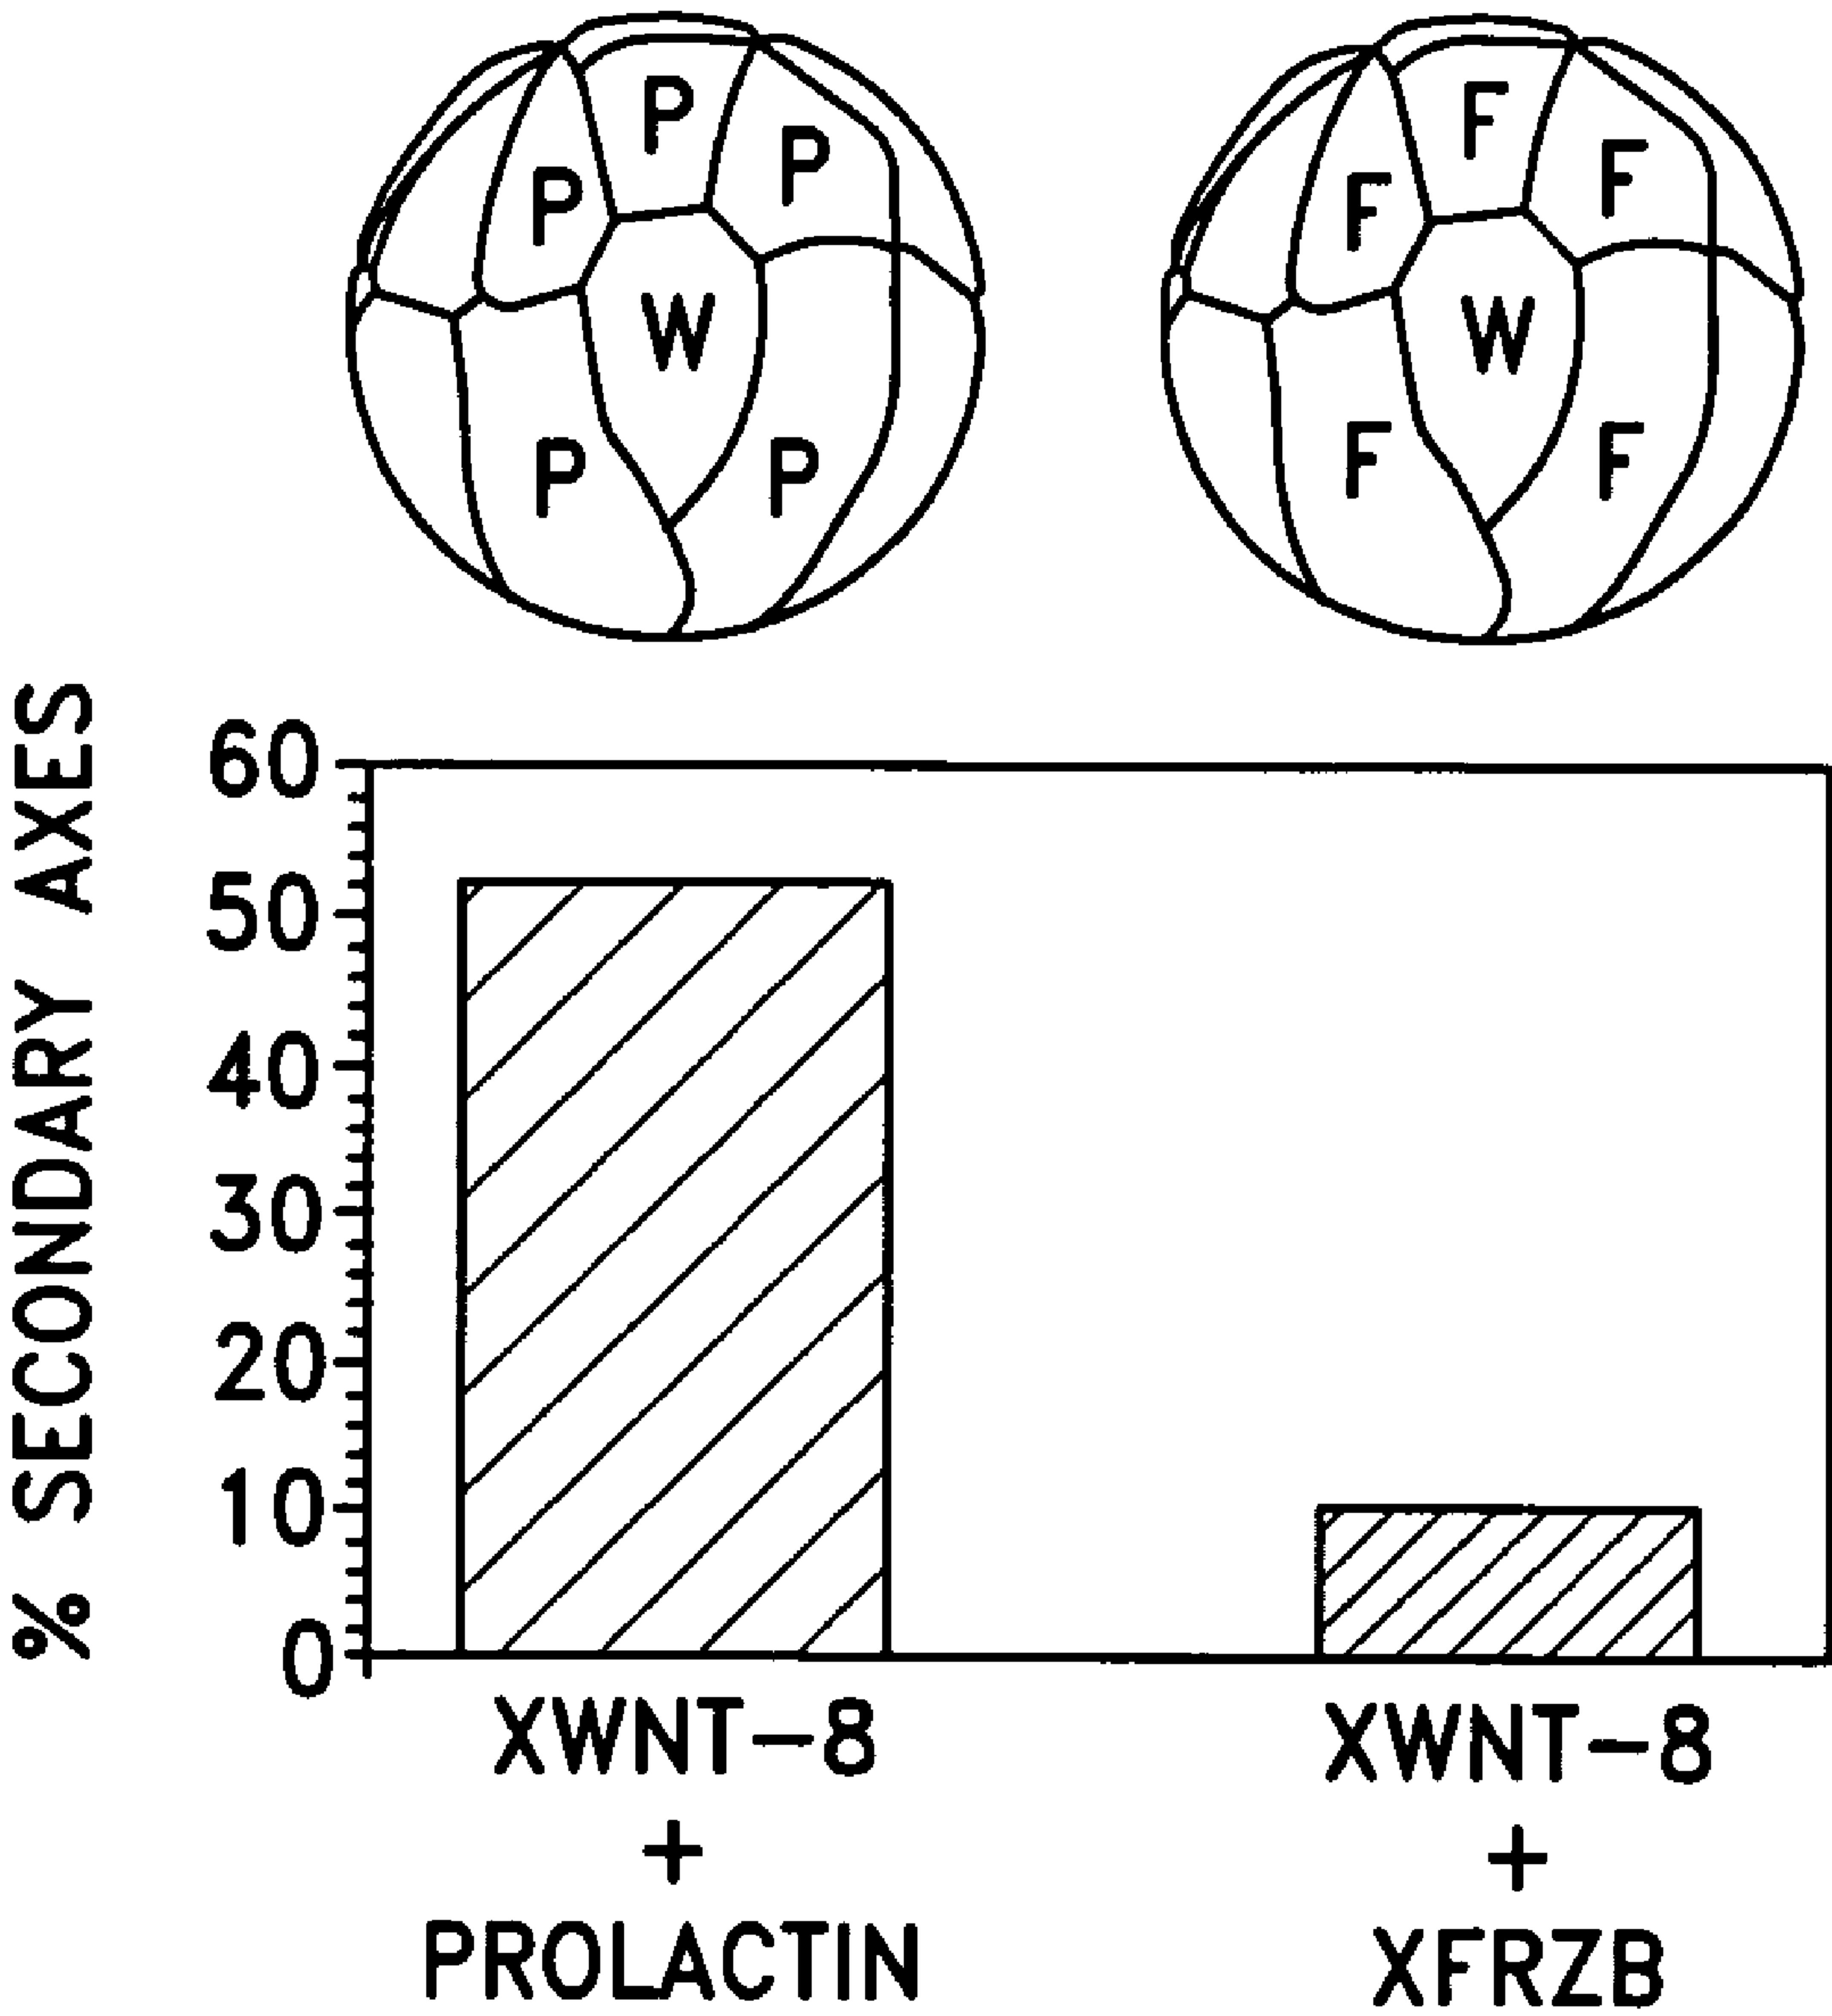 P
P
P
W
P
P
F
F
F
W
F
F
% SECONDARY AXES
60
50
40
30
20
10
0
XWNT-8
+
PROLACTIN
XWNT-8
+
XFRZB